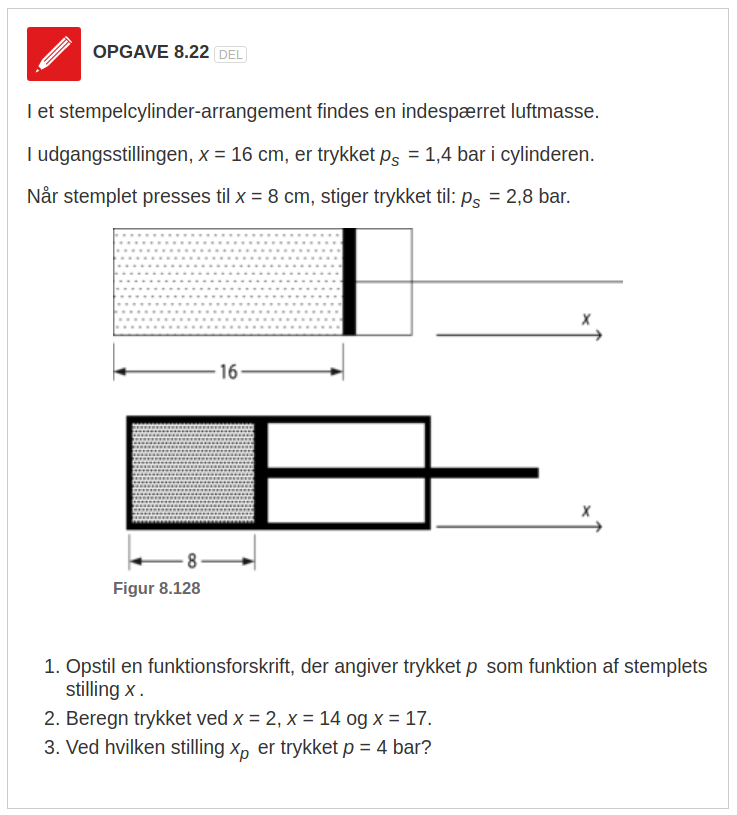 OPGAVE 8.22 DEL
I et stempelcylinder-arrangement findes en indespærret luftmasse.
I udgangsstillingen, x = 16 cm, er trykket pₛ = 1,4 bar i cylinderen.
Når stemplet presses til x = 8 cm, stiger trykket til: pₛ = 2,8 bar.
x
16
x
8
Figur 8.128
1. Opstil en funktionsforskrift, der angiver trykket p som funktion af stemplets
stilling x .
2. Beregn trykket ved x = 2, x = 14 og x = 17.
3. Ved hvilken stilling xₚ er trykket p = 4 bar?